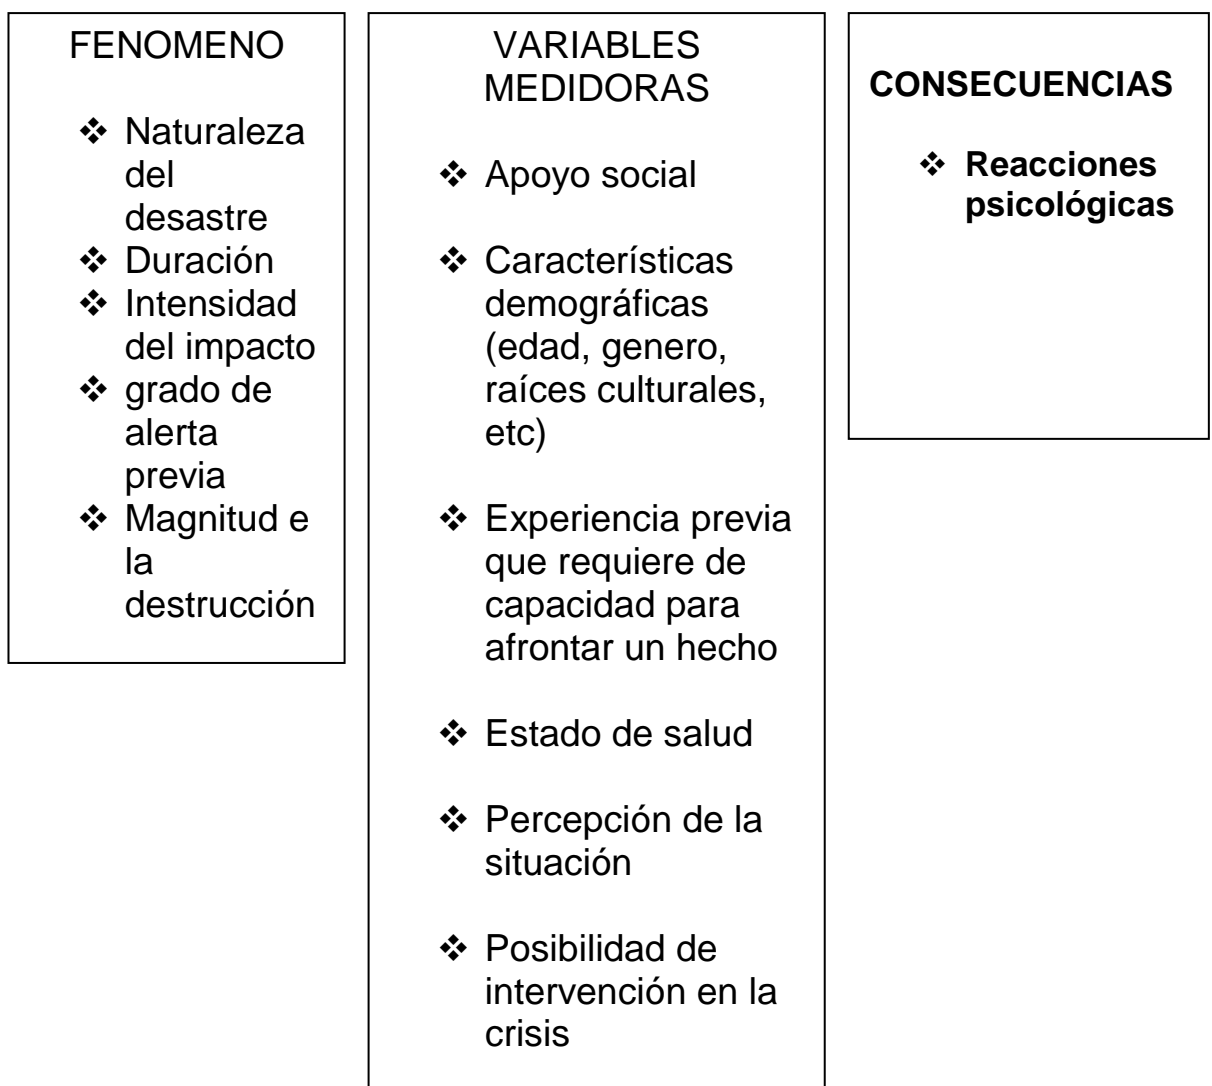 FENOMENO
❖ Naturaleza
del
desastre
❖ Duración
❖ Intensidad
del impacto
❖ grado de
alerta
previa
❖ Magnitud e
la
destrucción
VARIABLES
MEDIDORAS
❖ Apoyo social
❖ Características
demográficas
(edad, genero,
raíces culturales,
etc)
❖ Experiencia previa
que requiere de
capacidad para
afrontar un hecho
❖ Estado de salud
❖ Percepción de la
situación
❖ Posibilidad de
intervención en la
crisis
CONSECUENCIAS
❖ Reacciones
psicológicas